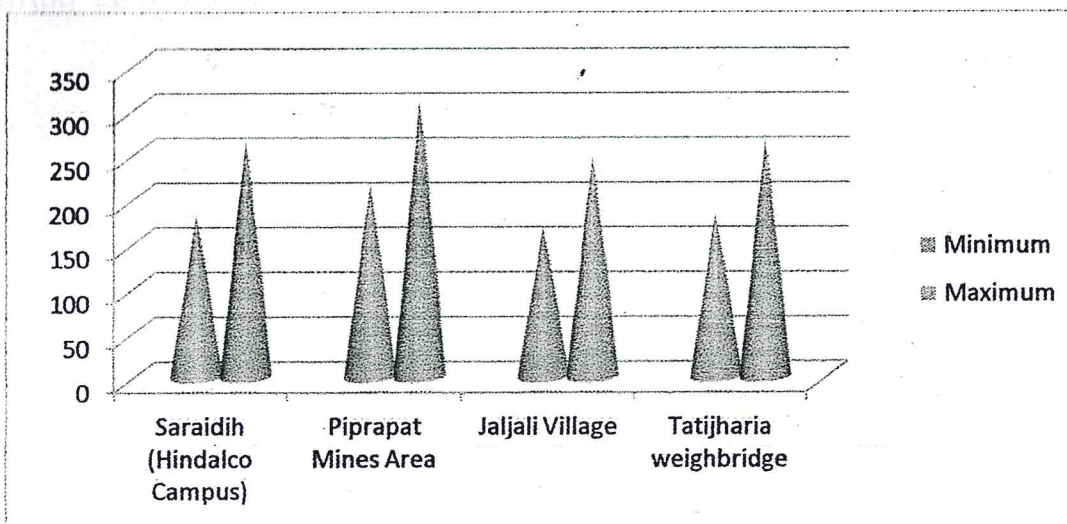 350
300
250
200
150
100
50
0
Saraidih
(Hindalco
Campus)
Piprapat
Mines Area
Jaljali Village
Tatijharia
weighbridge
Minimum
Maximum